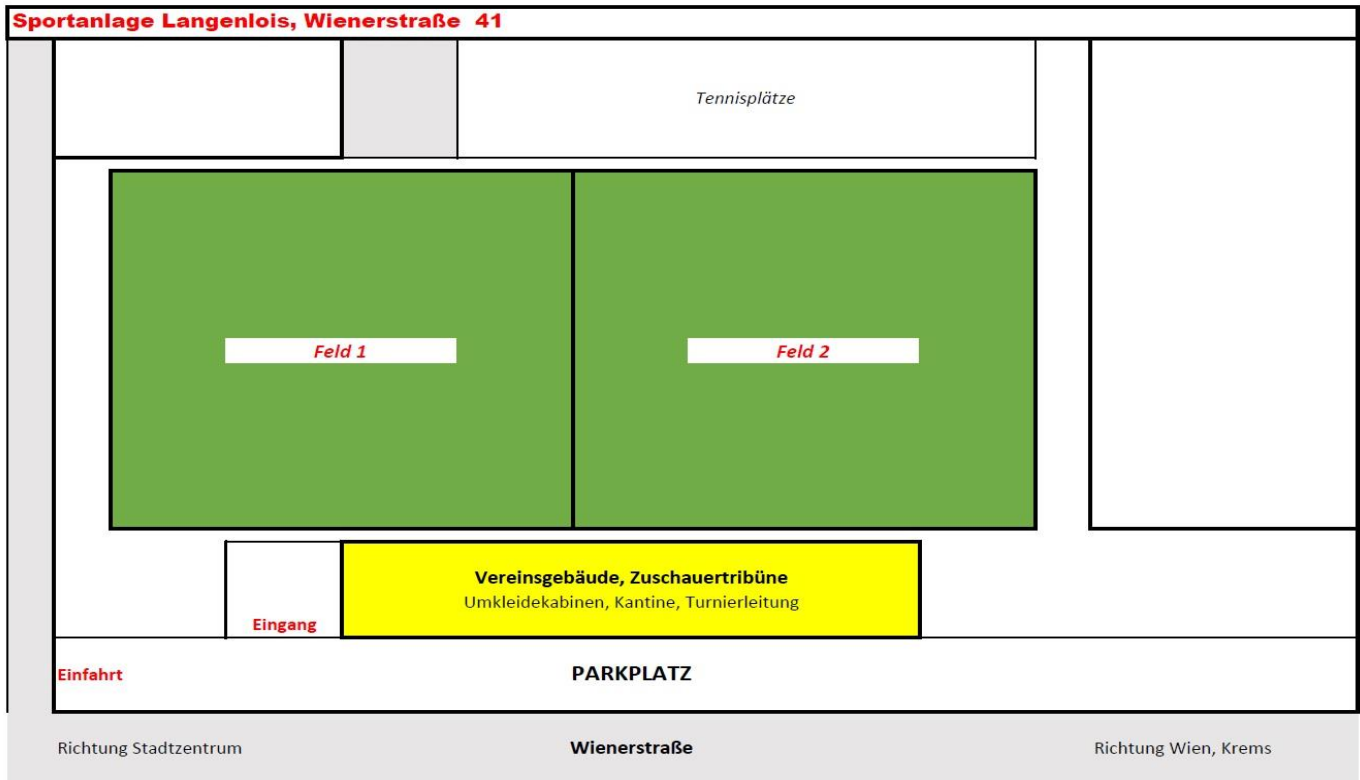 Sportanlage Langenlois, Wienerstraße 41
Tennisplätze
Feld 1
Feld 2
Vereinsgebäude, Zuschauertribüne
Umkleidekabinen, Kantine, Turnierleitung
Eingang
Einfahrt
PARKPLATZ
Richtung Stadtzentrum
Wienerstraße
Richtung Wien, Krems